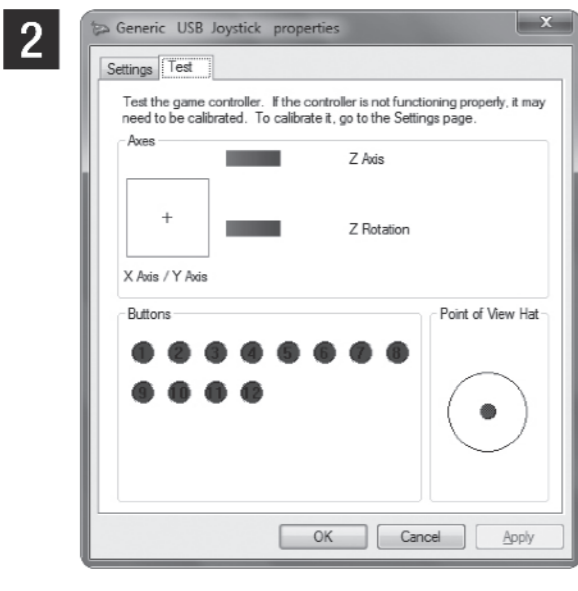 2
Generic USB Joystick properties
X
Settings Test
Test the game controller. If the controller is not functioning properly, it may
need to be calibrated. To calibrate it, go to the Settings page.
Axes
Z Axis
+
Z Rotation
X Axis / Y Axis
Buttons
Point of View Hat
1 2 3 4 5 6 7 8
9 10 11 12
OK Cancel Apply